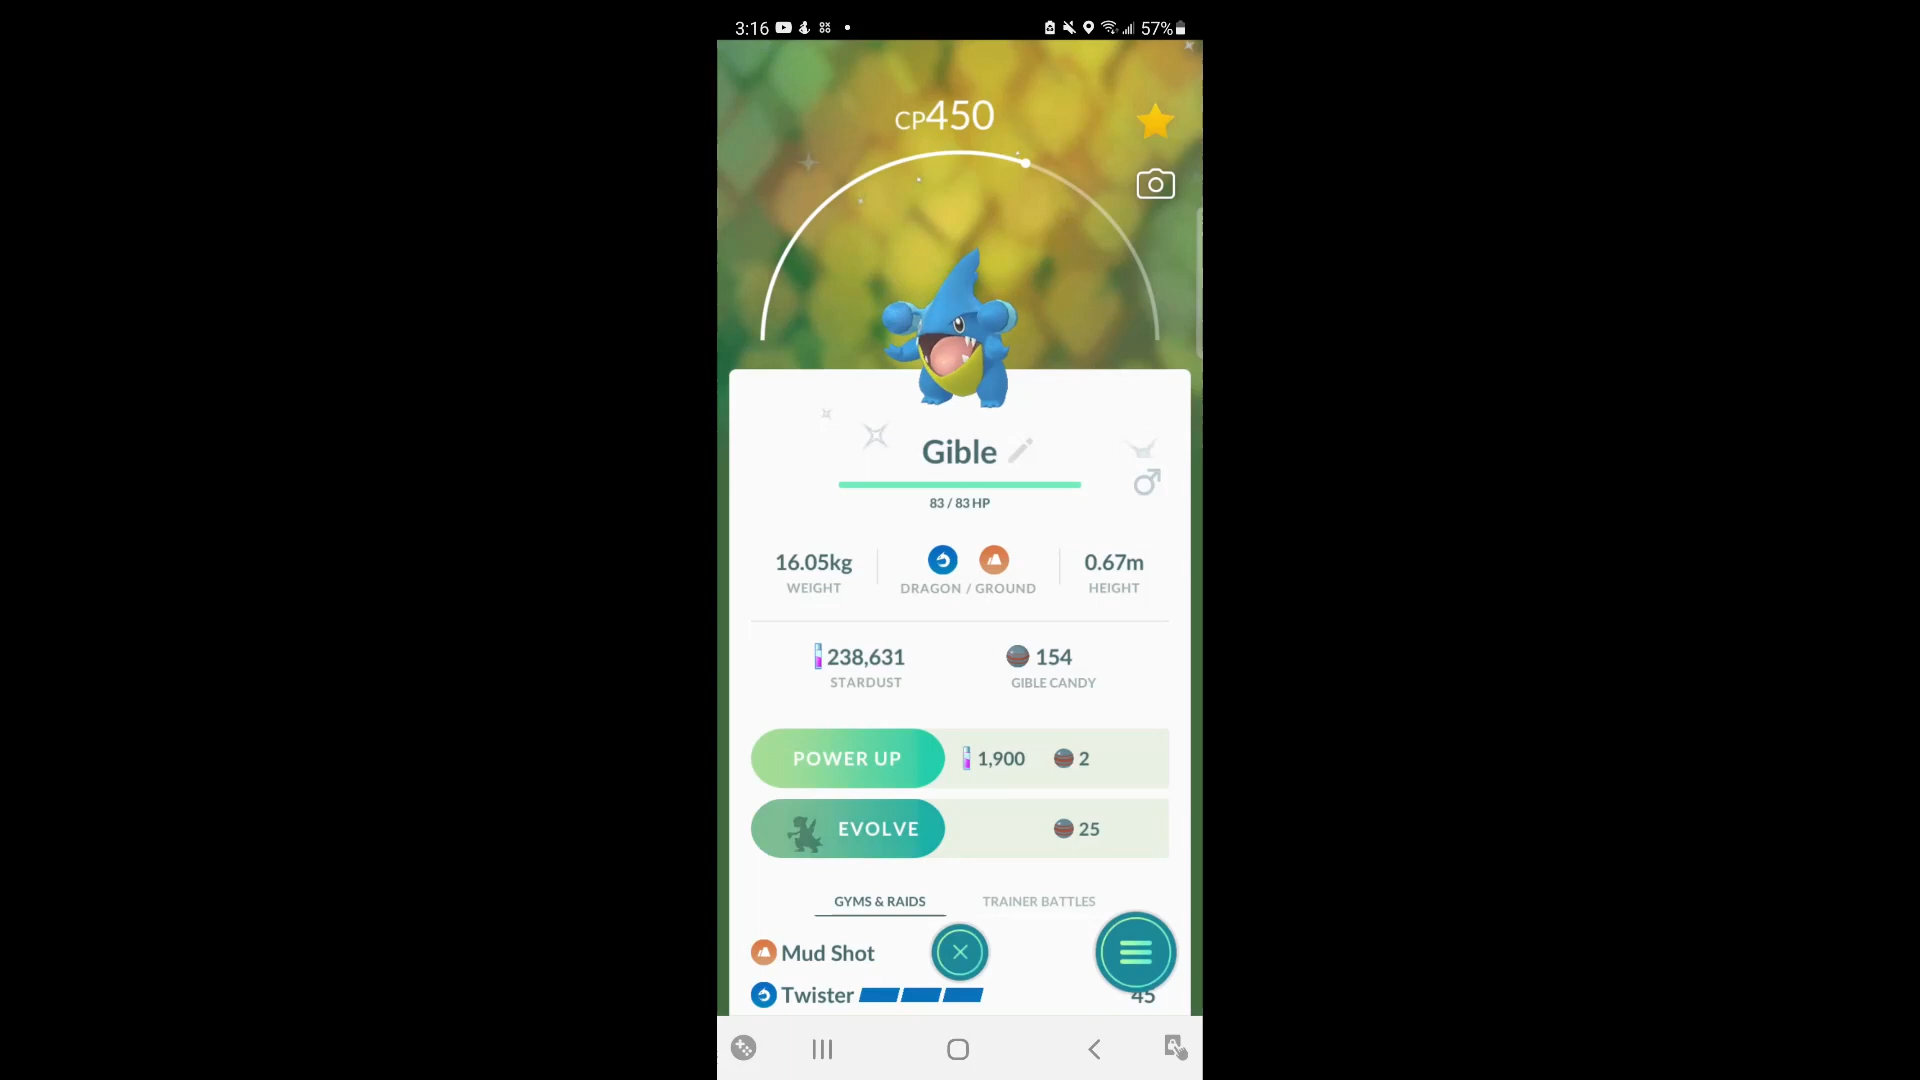 3:16 57%
CP450
Gible
83 / 83 HP
16.05kg 0.67m
WEIGHT DRAGON / GROUND HEIGHT
238,631 154
STARDUST GIBLE CANDY
POWER UP 1,900 2
EVOLVE 25
GYMS & RAIDS TRAINER BATTLES
Mud Shot
Twister 45